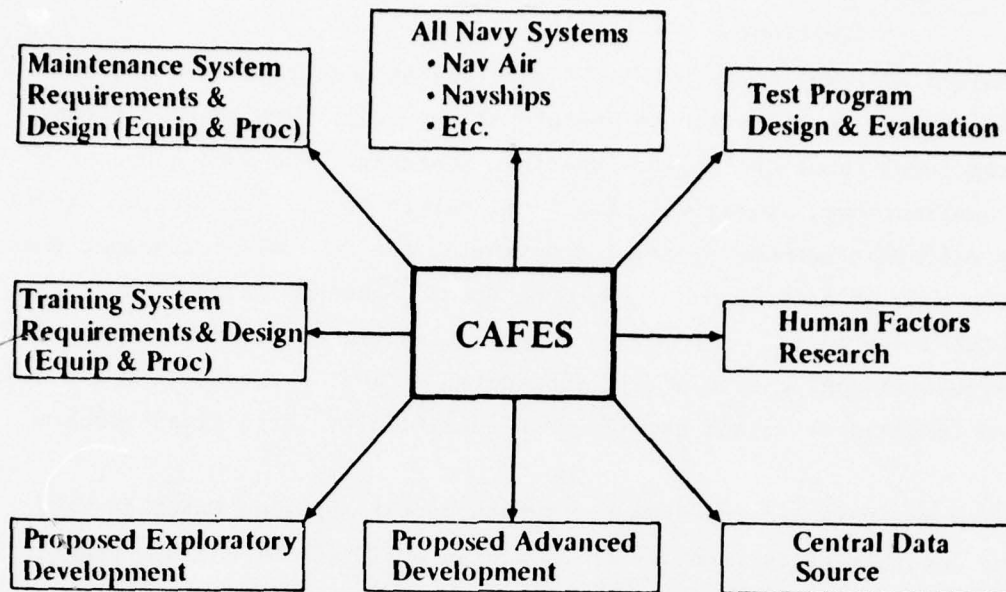 All Navy Systems
• Nav Air
• Navships
• Etc.
Maintenance System
Requirements &
Design (Equip & Proc)
Test Program
Design & Evaluation
Training System
Requirements & Design
(Equip & Proc)
CAFES
Human Factors
Research
Proposed Exploratory
Development
Proposed Advanced
Development
Central Data
Source